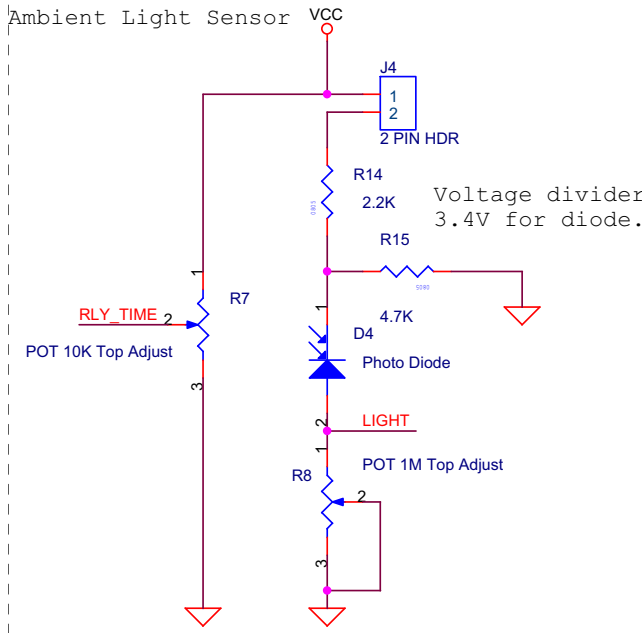 Ambient Light Sensor
VCC
J4
1
2
2 PIN HDR
R14
2.2K
0805
Voltage divider
3.4V for diode.
R15
0805
4.7K
1
R7
RLY_TIME
2
POT 10K Top Adjust
3
1
D4
Photo Diode
2
LIGHT
1
POT 1M Top Adjust
R8
2
3